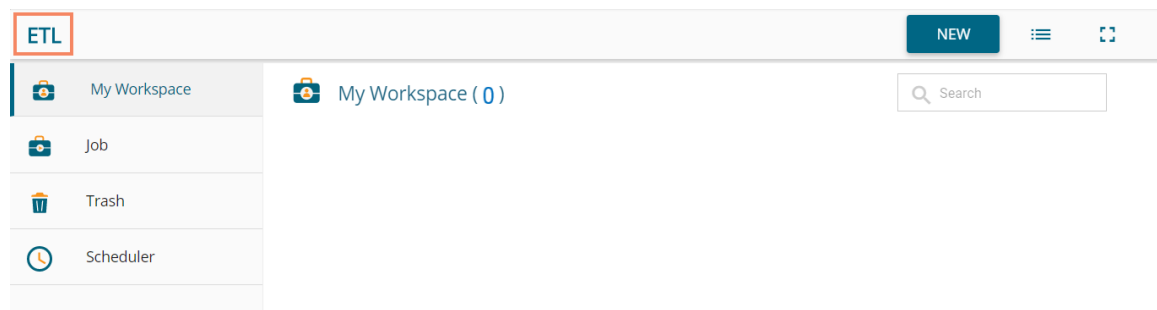 ETL
NEW
My Workspace
My Workspace ( 0 )
Search
Job
Trash
Scheduler